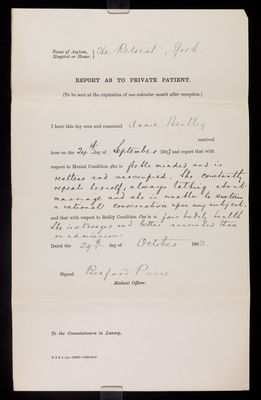 Name of Asylum, Hospital or House. } The Retreat, York.
REPORT AS TO PRIVATE PATIENT.
(To be sent at the expiration of one calendar month after reception.)
I have this day seen and examined Annie Bentley
received
here on the 29th day of September 190 and report that with
respect to Mental Condition she is feeble minded and is
restless and unoccupied. She constantly
repeats herself, always talking about
marriage and she is unable to sustain
a rational conversation upon any subject.
and that with respect to Bodily Condition she is in fair bodily health
She is stronger and better nourished than
on admission.
Dated the 29th day of October 190
Signed Bedford Pierce
Medical Officer.
To the Commissioners in Lunacy.